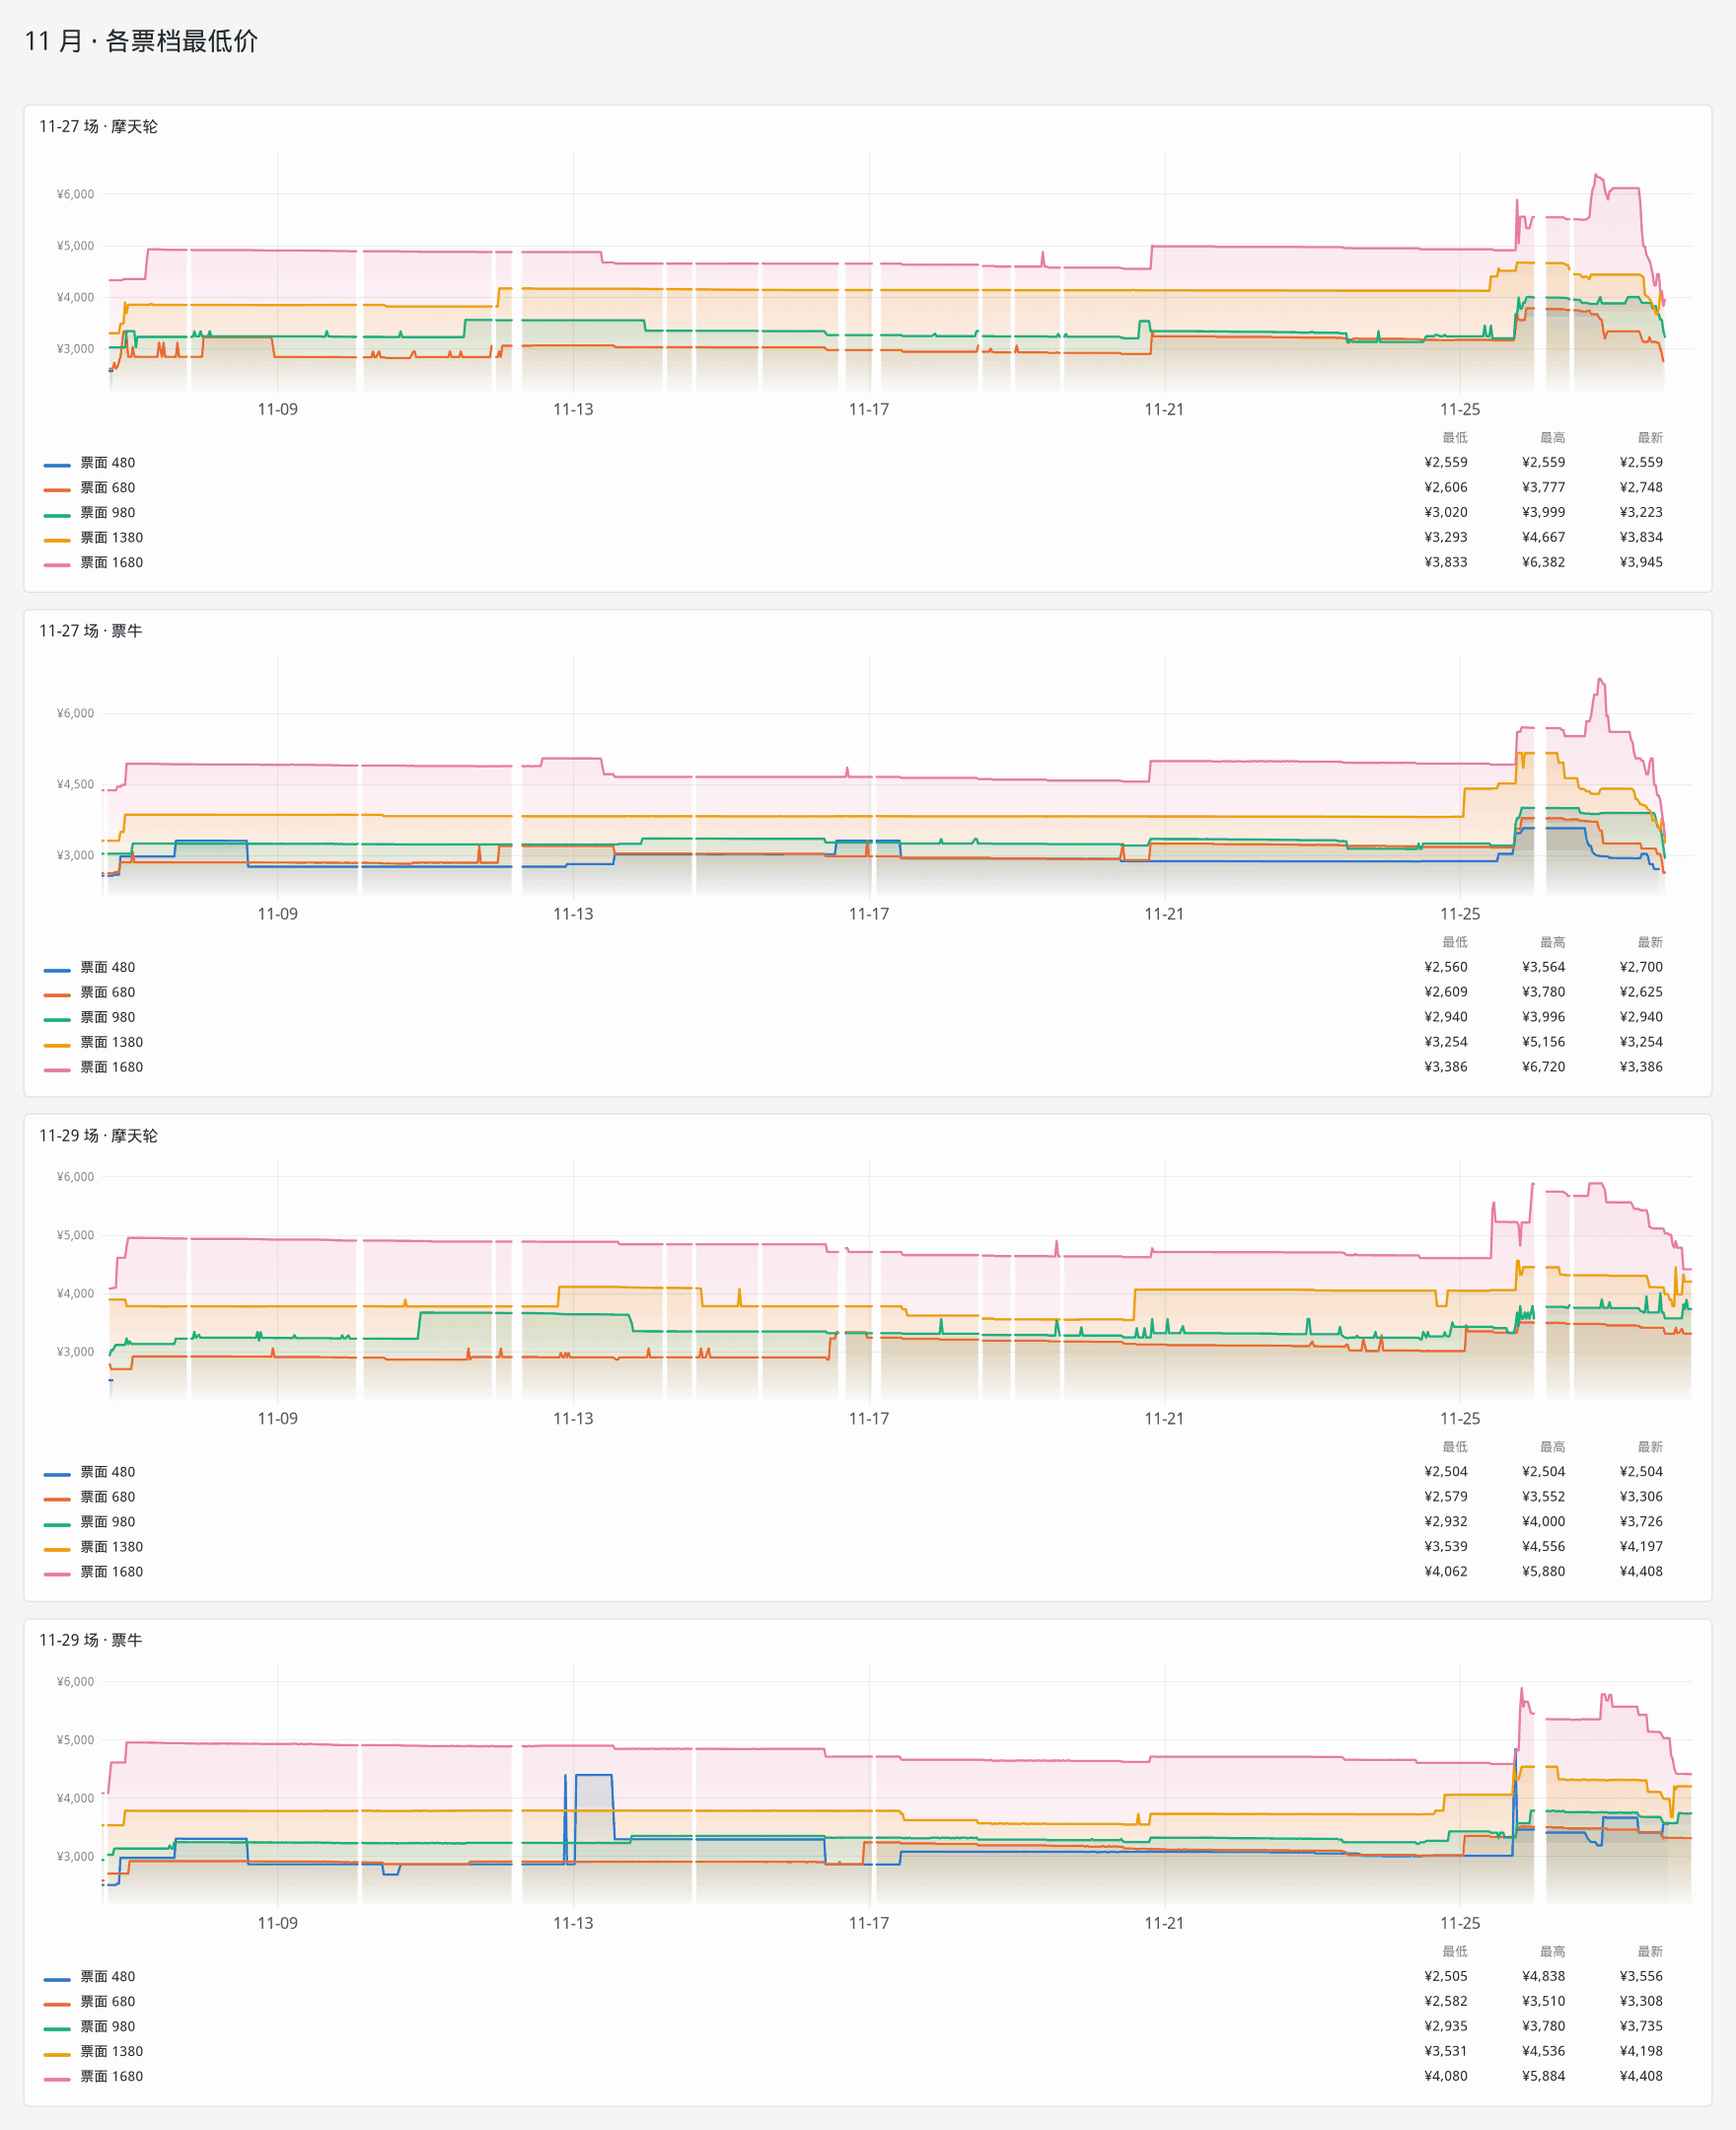 11 月 · 各票档最低价
11-27 场 · 摩天轮
¥6,000
¥5,000
¥4,000
¥3,000
11-09 11-13 11-17 11-21 11-25
最低 最高 最新
票面 480 ¥2,559 ¥2,559 ¥2,559
票面 680 ¥2,606 ¥3,777 ¥2,748
票面 980 ¥3,020 ¥3,999 ¥3,223
票面 1380 ¥3,293 ¥4,667 ¥3,834
票面 1680 ¥3,833 ¥6,382 ¥3,945
11-27 场 · 票牛
¥6,000
¥4,500
¥3,000
11-09 11-13 11-17 11-21 11-25
最低 最高 最新
票面 480 ¥2,560 ¥3,564 ¥2,700
票面 680 ¥2,609 ¥3,780 ¥2,625
票面 980 ¥2,940 ¥3,996 ¥2,940
票面 1380 ¥3,254 ¥5,156 ¥3,254
票面 1680 ¥3,386 ¥6,720 ¥3,386
11-29 场 · 摩天轮
¥6,000
¥5,000
¥4,000
¥3,000
11-09 11-13 11-17 11-21 11-25
最低 最高 最新
票面 480 ¥2,504 ¥2,504 ¥2,504
票面 680 ¥2,579 ¥3,552 ¥3,306
票面 980 ¥2,932 ¥4,000 ¥3,726
票面 1380 ¥3,539 ¥4,556 ¥4,197
票面 1680 ¥4,062 ¥5,880 ¥4,408
11-29 场 · 票牛
¥6,000
¥5,000
¥4,000
¥3,000
11-09 11-13 11-17 11-21 11-25
最低 最高 最新
票面 480 ¥2,505 ¥4,838 ¥3,556
票面 680 ¥2,582 ¥3,510 ¥3,308
票面 980 ¥2,935 ¥3,780 ¥3,735
票面 1380 ¥3,531 ¥4,536 ¥4,198
票面 1680 ¥4,080 ¥5,884 ¥4,408